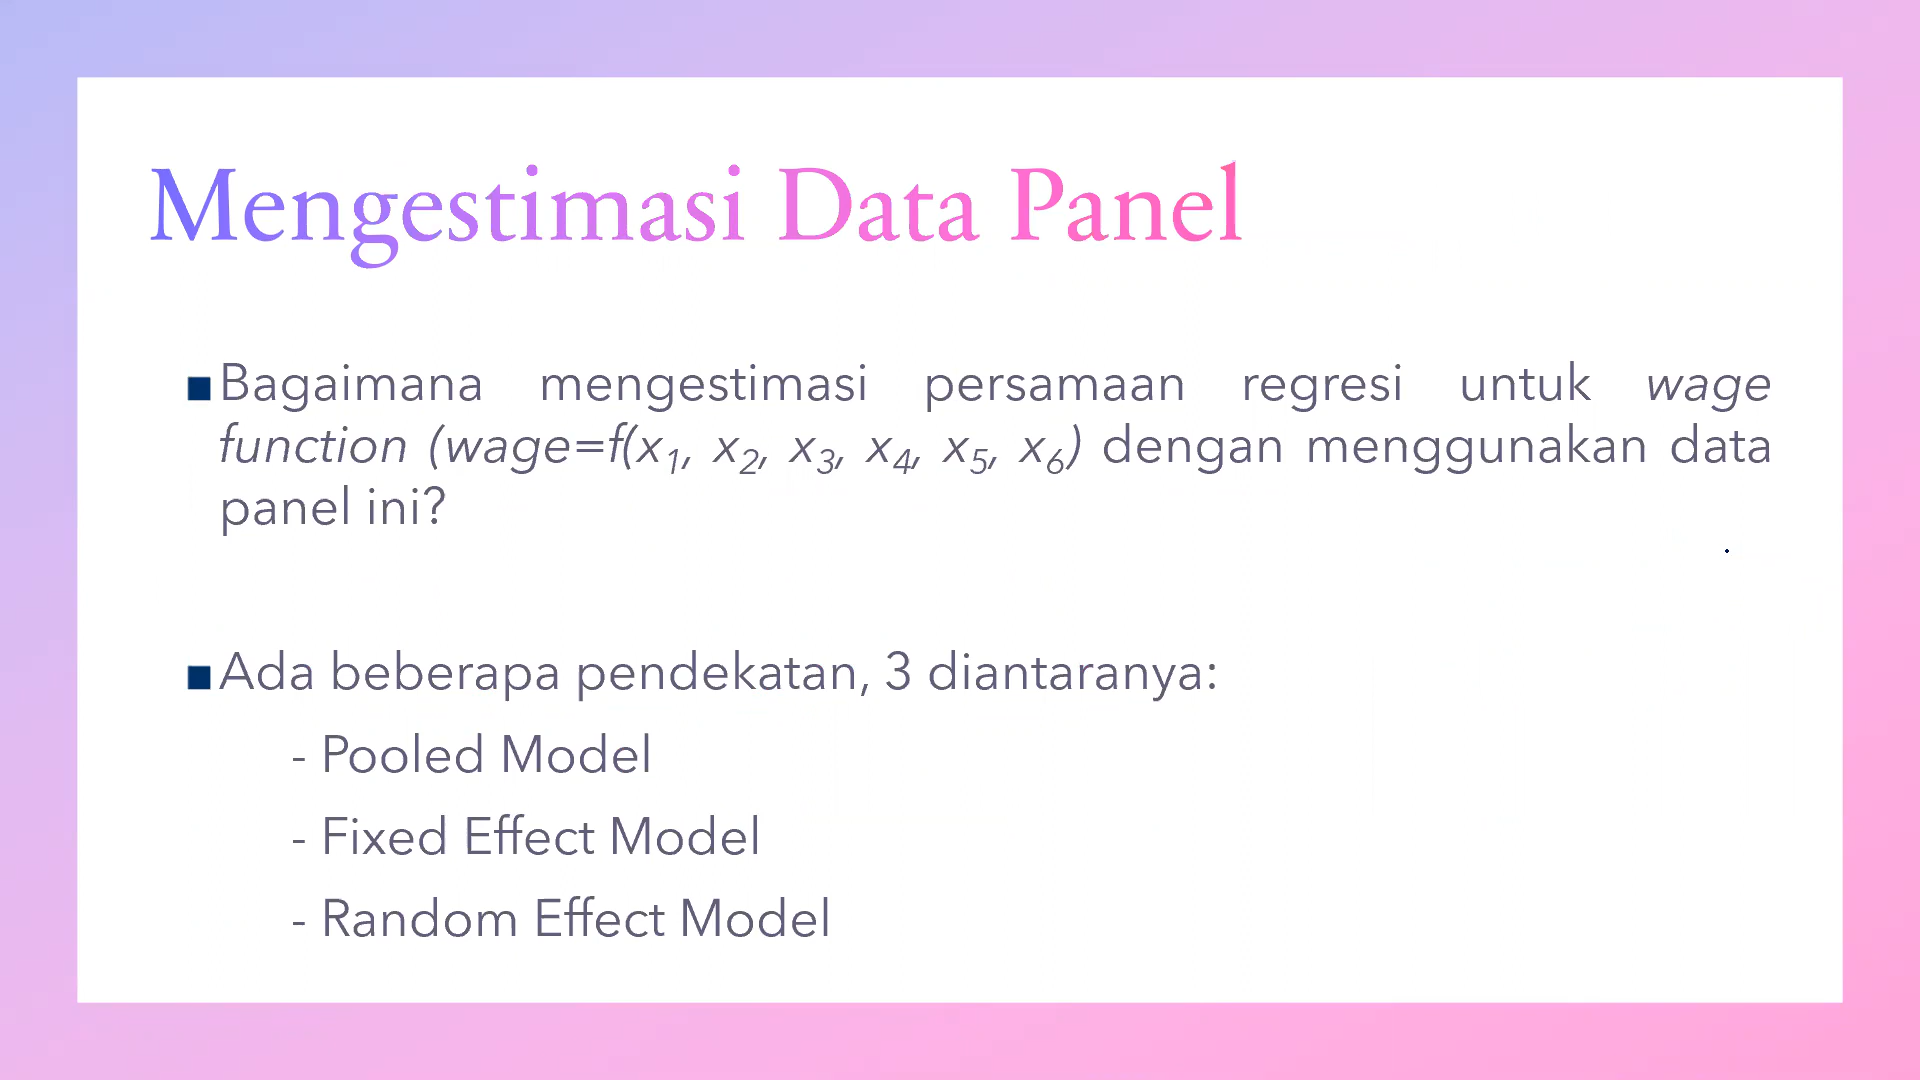 Mengestimasi Data Panel
■Bagaimana mengestimasi persamaan regresi untuk wage
function (wage=f(x₁, x₂, x₃, x₄, x₅, x₆) dengan menggunakan data
panel ini?
■Ada beberapa pendekatan, 3 diantaranya:
- Pooled Model
- Fixed Effect Model
- Random Effect Model